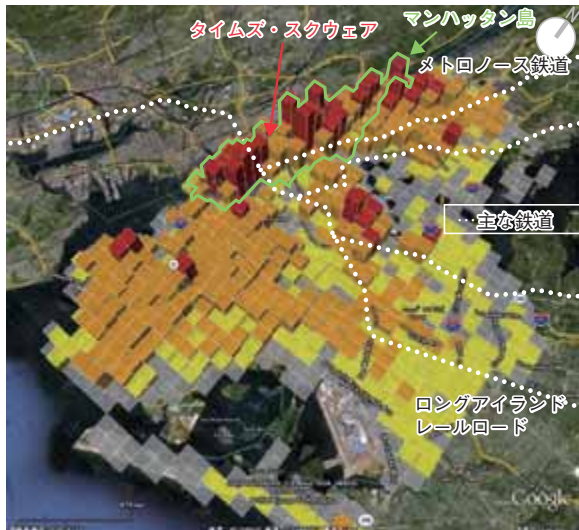 マンハッタン島
タイムズ・スクウェア
N
メトロノース鉄道
主な鉄道
ロングアイランド
レールロード
Google